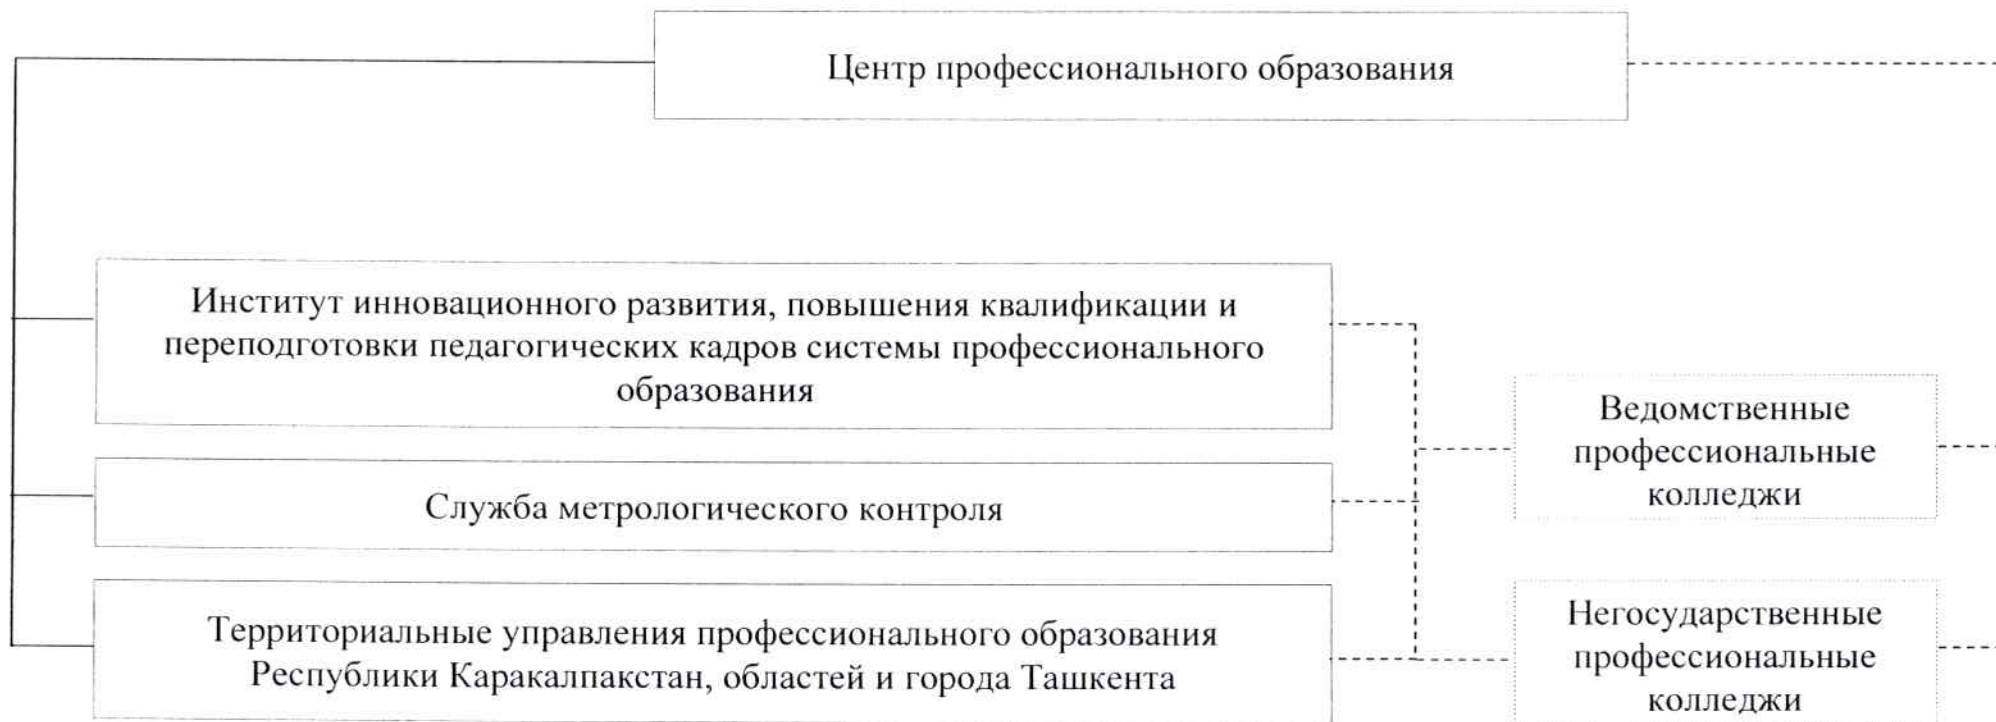 Центр профессионального образования
Институт инновационного развития, повышения квалификации и
переподготовки педагогических кадров системы профессионального
образования
Ведомственные
профессиональные
колледжи
Служба метрологического контроля
Территориальные управления профессионального образования
Республики Каракалпакстан, областей и города Ташкента
Негосударственные
профессиональные
колледжи